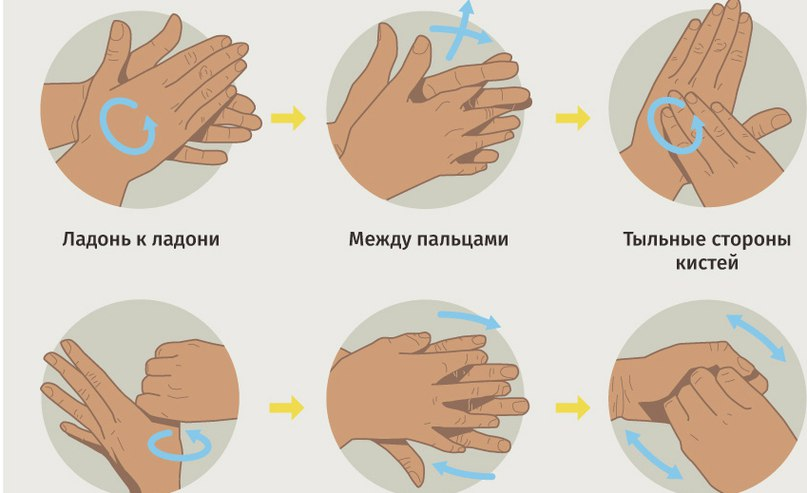 Ладонь к ладони
Между пальцами
Тыльные стороны
кистей